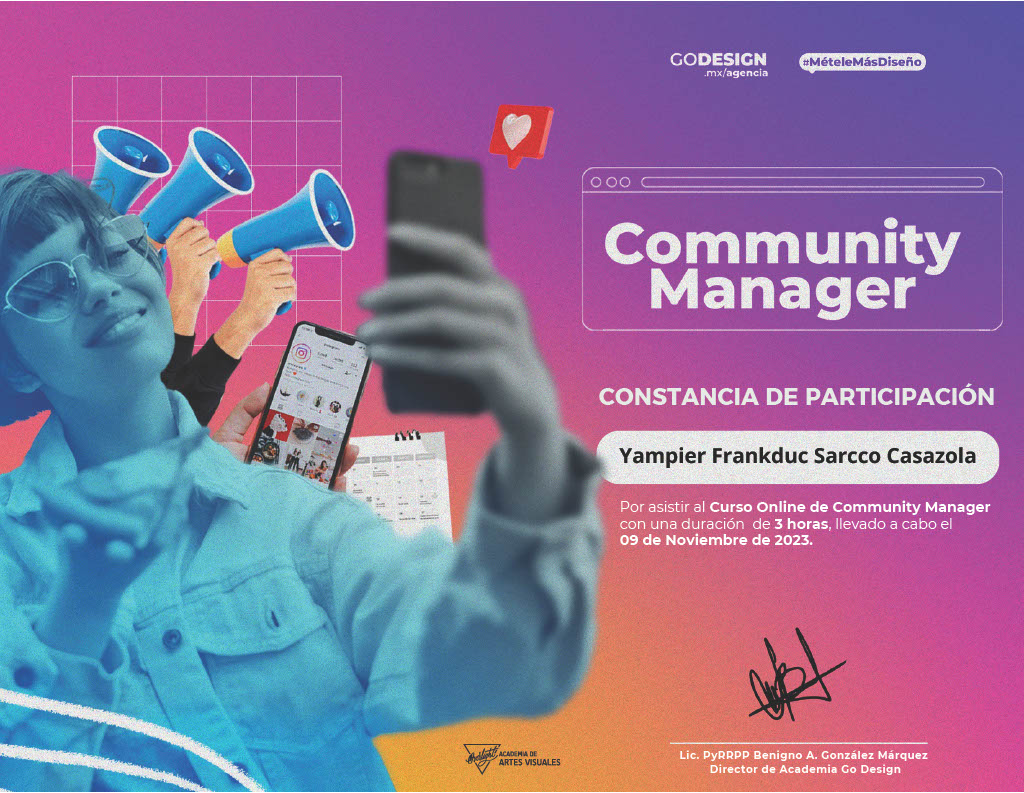 GODESIGN
.mx/agencia
#MételeMásDiseño
Community
Manager
CONSTANCIA DE PARTICIPACIÓN
Yampier Frankduc Sarcco Casazola
Por asistir al Curso Online de Community Manager
con una duración de 3 horas, llevado a cabo el
09 de Noviembre de 2023.
ACADEMIA DE
ARTES VISUALES
Lic. PyRRPP Benigno A. González Márquez
Director de Academia Go Design